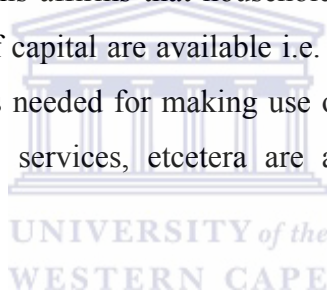 f capital are available i.e.
needed for making use
services, etcetera are a
UNIVERSITY of the
WESTERN CAPE